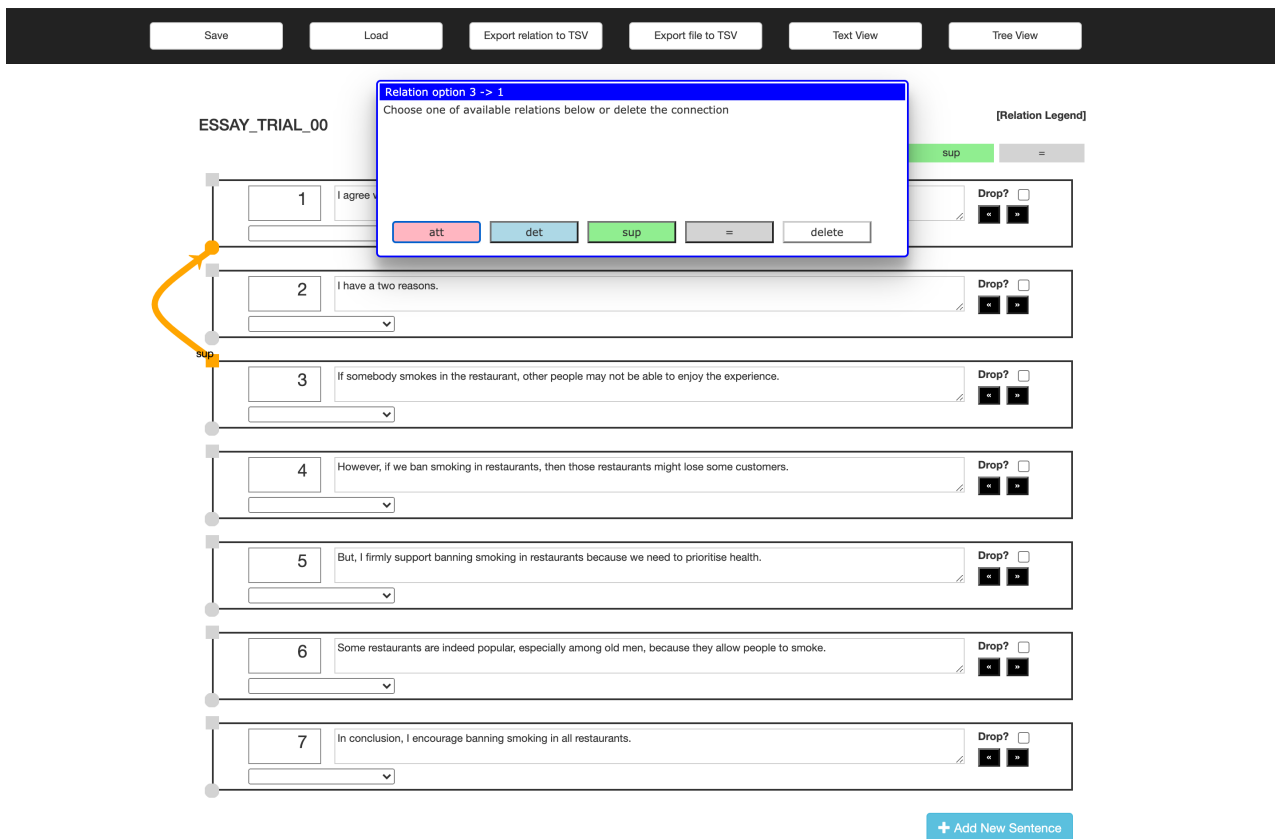 Save Load Export relation to TSV Export file to TSV Text View Tree View
Relation option 3 -> 1
Choose one of available relations below or delete the connection
ESSAY_TRIAL_00
[Relation Legend]
sup =
1 I agree Drop?
« »
att det sup = delete
2 I have a two reasons. Drop?
« »
sup
3 If somebody smokes in the restaurant, other people may not be able to enjoy the experience. Drop?
« »
4 However, if we ban smoking in restaurants, then those restaurants might lose some customers. Drop?
« »
5 But, I firmly support banning smoking in restaurants because we need to prioritise health. Drop?
« »
6 Some restaurants are indeed popular, especially among old men, because they allow people to smoke. Drop?
« »
7 In conclusion, I encourage banning smoking in all restaurants. Drop?
« »
+ Add New Sentence